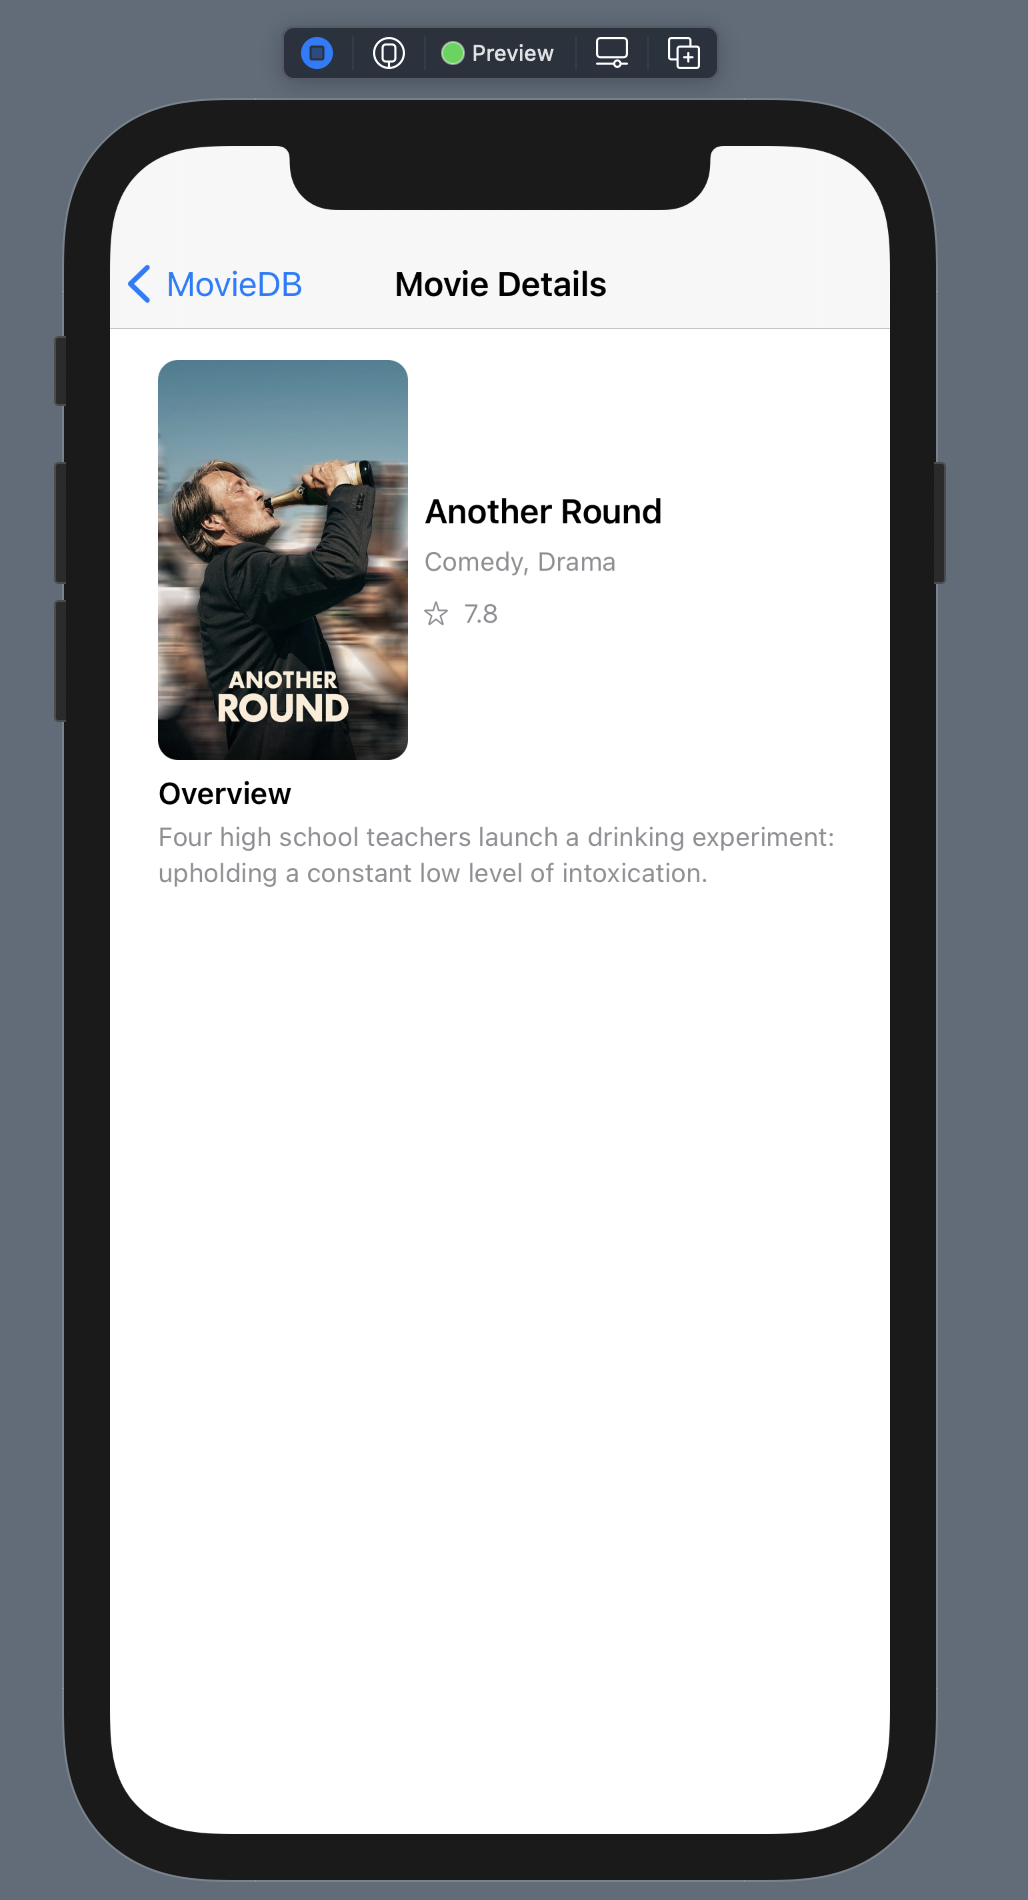 Preview
MovieDB
Movie Details
ANOTHER
ROUND
Another Round
Comedy, Drama
7.8
Overview
Four high school teachers launch a drinking experiment:
upholding a constant low level of intoxication.